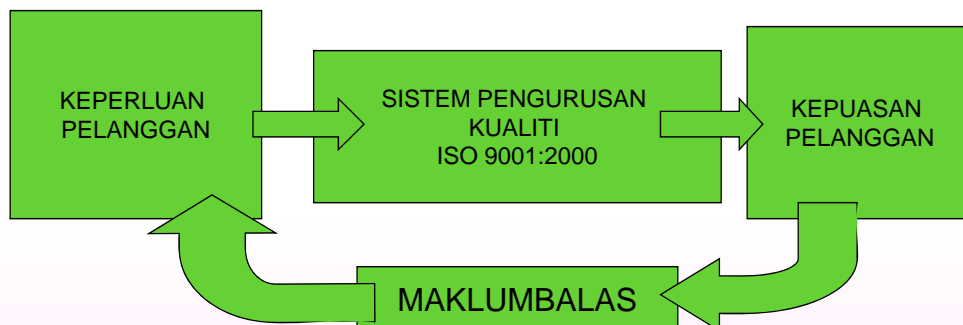 KEPERLUAN
PELANGGAN
SISTEM PENGURUSAN
KUALITI
ISO 9001:2000
KEPUASAN
PELANGGAN
MAKLUMBALAS